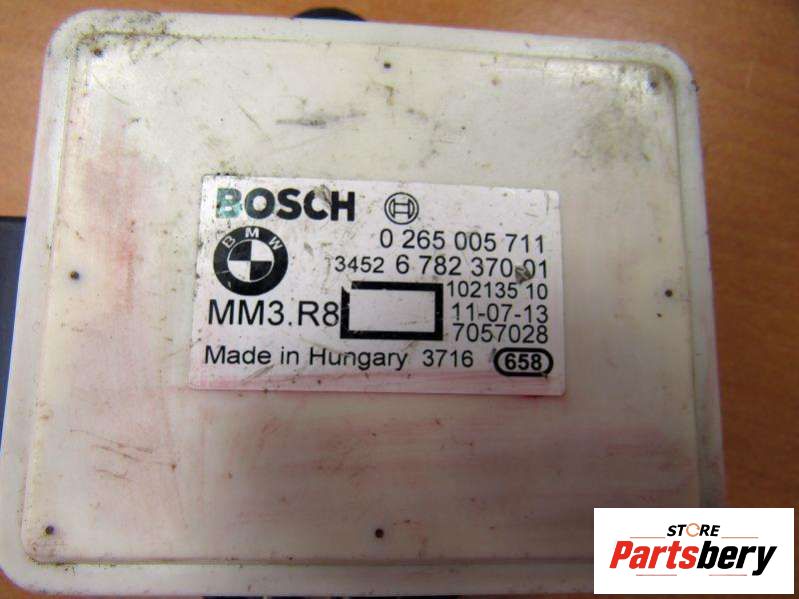 BOSCH
BMW
0 265 005 711
3452 6 782 370-01
102135 10
MM3.R8
11-07-13
7057028
Made in Hungary 3716 658
STORE
Partsbery